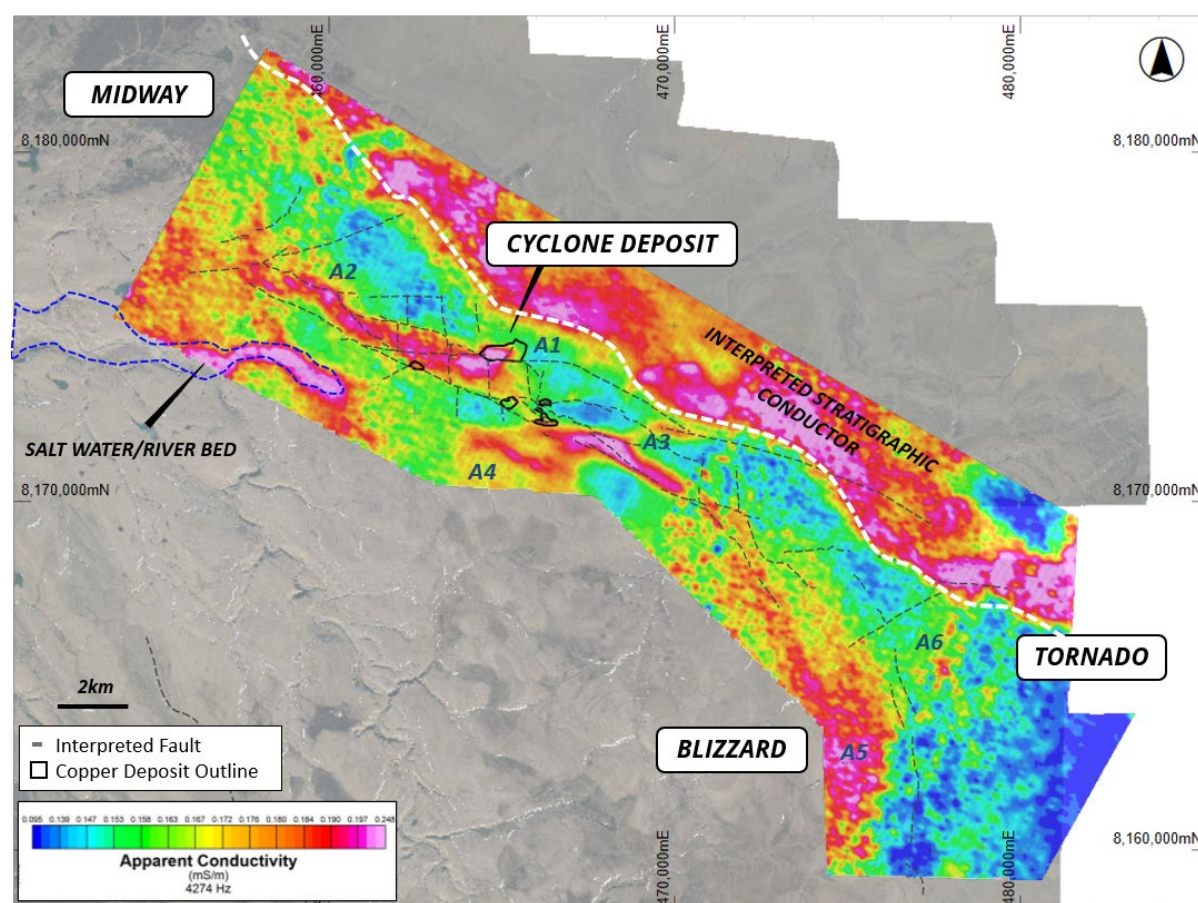 460,000mE
470,000mE
480,000mE
MIDWAY
8,180,000mN
8,180,000mN
CYCLONE DEPOSIT
A2
A1
INTERPRETED STRATIGRAPHIC
CONDUCTOR
A3
SALT WATER/RIVER BED
A4
8,170,000mN
8,170,000mN
A6
TORNADO
2km
BLIZZARD
A5
Interpreted Fault
Copper Deposit Outline
0.095 0.139 0.147 0.153 0.158 0.163 0.167 0.172 0.176 0.180 0.184 0.190 0.197 0.248
Apparent Conductivity
(mS/m)
4274 Hz
470,000mE
480,000mE
8,160,000mN